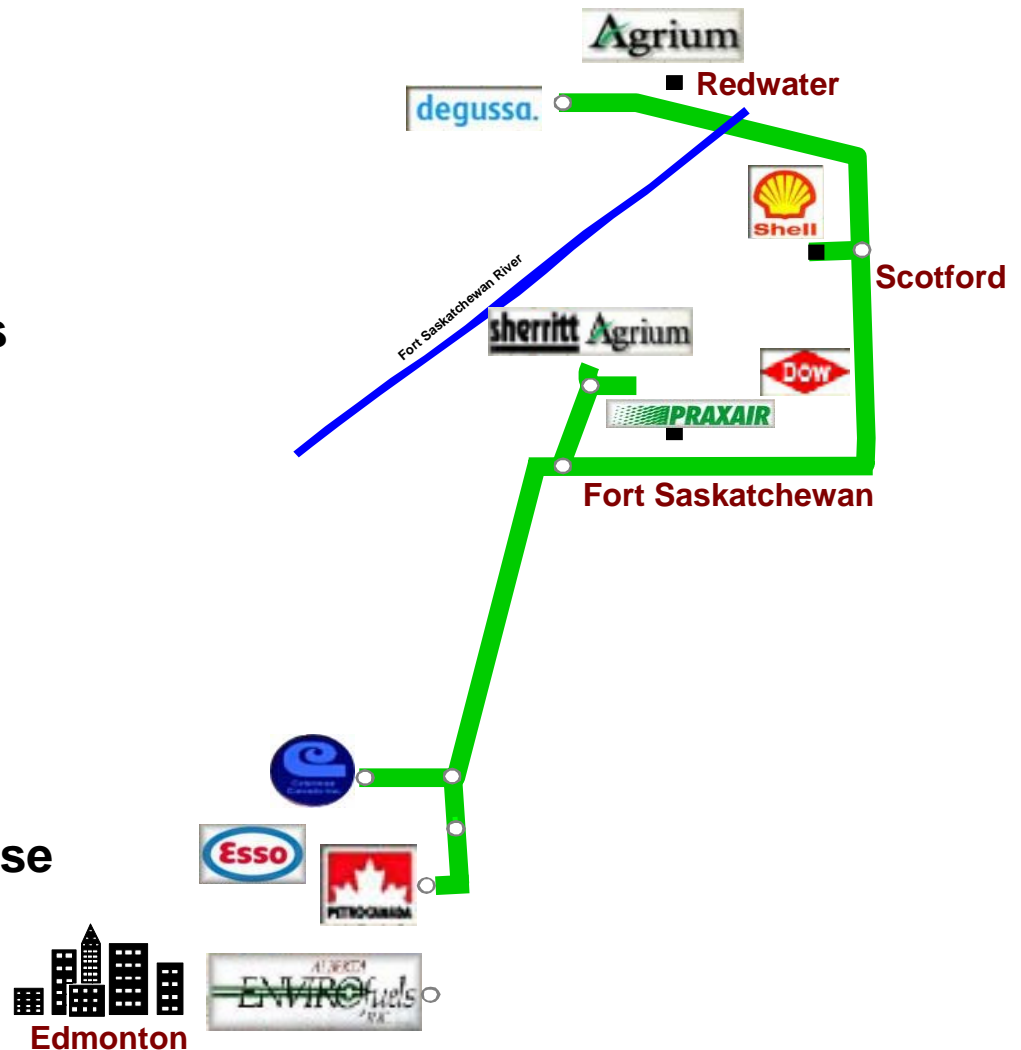 Agrium
Redwater
degussa.
Shell
Scotford
Fort Saskatchewan River
s
sherritt Agrium
DOW
PRAXAIR
Fort Saskatchewan
se
Esso
PETRO CANADA
ALBERTA
ENVIROfuels
Edmonton